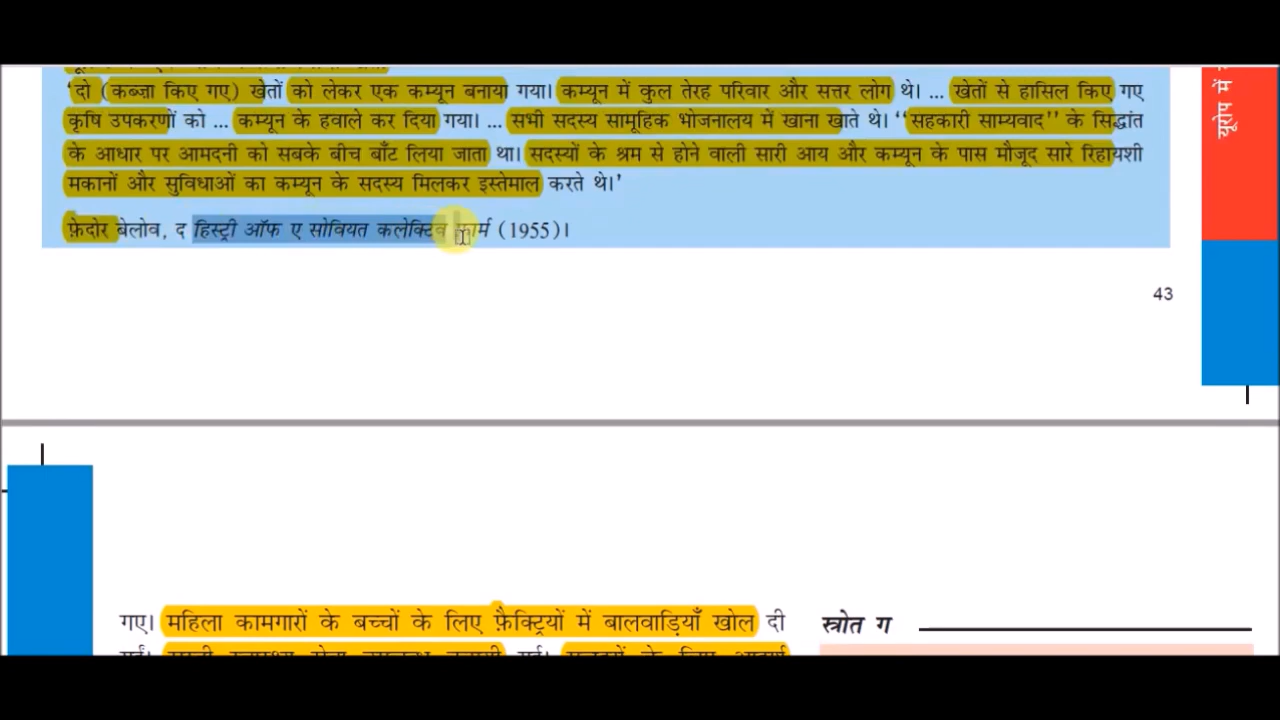 'दो (कब्ज़ा किए गए) खेतों को लेकर एक कम्यून बनाया गया। कम्यून में कुल तेरह परिवार और सत्तर लोग थे। ... खेतों से हासिल किए गए
कृषि उपकरणों को ... कम्यून के हवाले कर दिया गया। ... सभी सदस्य सामूहिक भोजनालय में खाना खाते थे। ''सहकारी साम्यवाद'' के सिद्धांत
के आधार पर आमदनी को सबके बीच बाँट लिया जाता था। सदस्यों के श्रम से होने वाली सारी आय और कम्यून के पास मौजूद सारे रिहायशी
मकानों और सुविधाओं का कम्यून के सदस्य मिलकर इस्तेमाल करते थे।'
फ़ेदोर बेलोव, द हिस्ट्री ऑफ ए सोवियत कलेक्टिव फ़ार्म (1955)।
यूरोप में
43
गए। महिला कामगारों के बच्चों के लिए फ़ैक्ट्रियों में बालवाड़ियाँ खोल दी
स्रोत ग